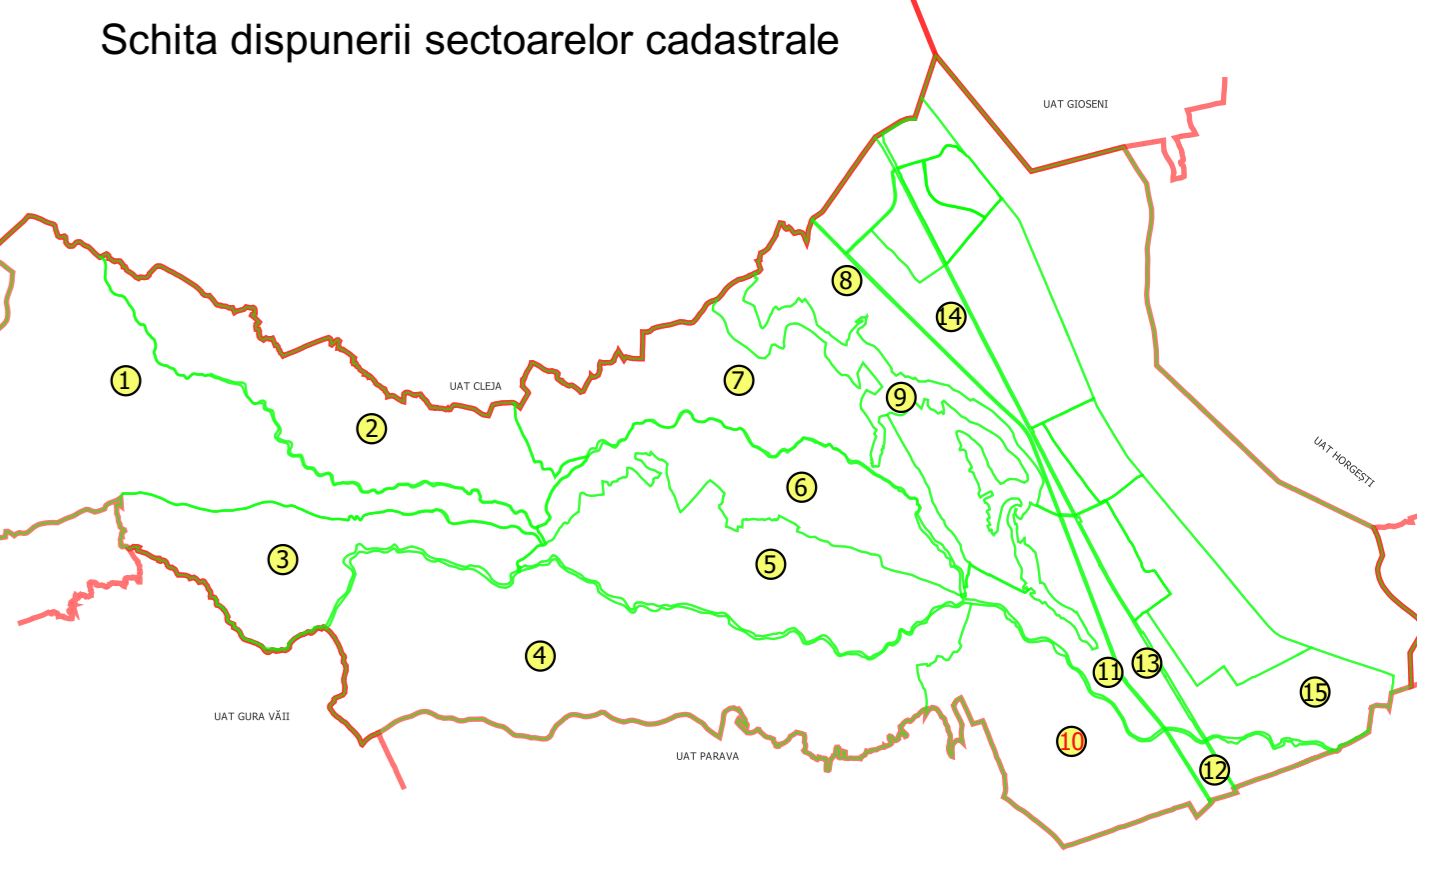 Schita dispunerii sectoarelor cadastrale
UAT GIOSENI
8
14
1
UAT CLEJA
7
9
2
UAT HORGEȘTI
6
3
5
4
11
13
15
UAT GURA VĂII
10
UAT PARAVA
12